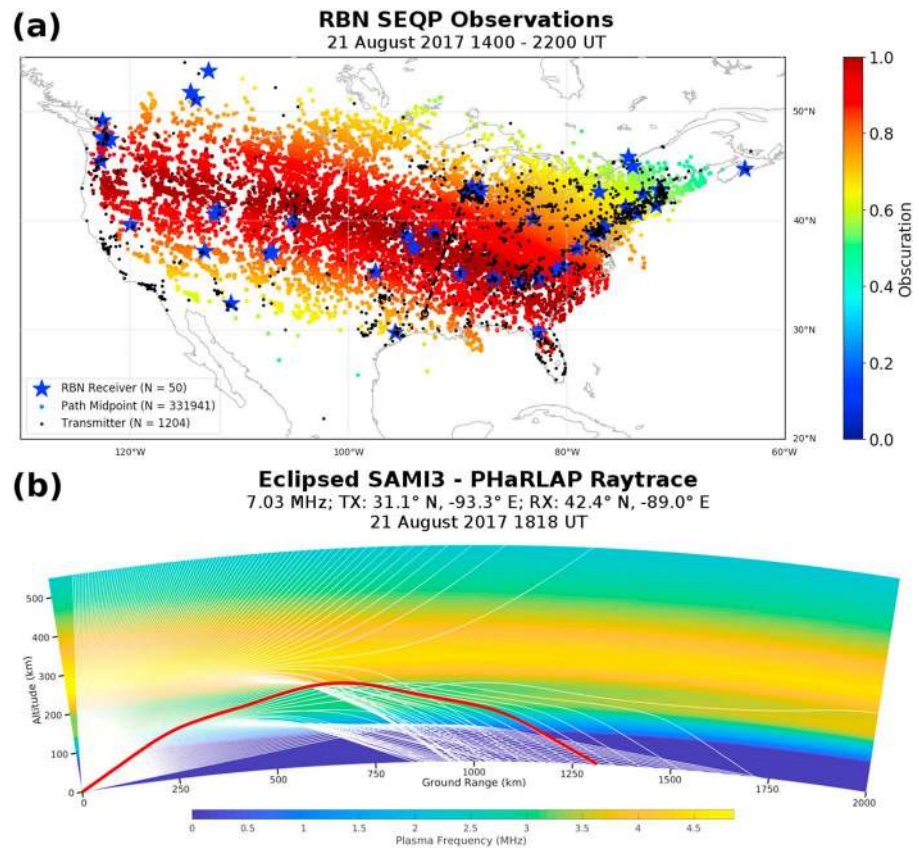 (a)
RBN SEQP Observations
21 August 2017 1400 - 2200 UT
50°N
40°N
30°N
20°N
120°W
100°W
80°W
60°W
RBN Receiver (N = 50)
Path Midpoint (N = 331941)
Transmitter (N = 1204)
1.0
0.8
0.6
0.4
0.2
0.0
Obscuration
(b)
Eclipsed SAMI3 - PHaRLAP Raytrace
7.03 MHz; TX: 31.1° N, -93.3° E; RX: 42.4° N, -89.0° E
21 August 2017 1818 UT
500
400
300
200
100
0
Altitude (km)
0
250
500
750
1000
1250
1500
1750
2000
Ground Range (km)
0
0.5
1
1.5
2
2.5
3
3.5
4
4.5
Plasma Frequency (MHz)